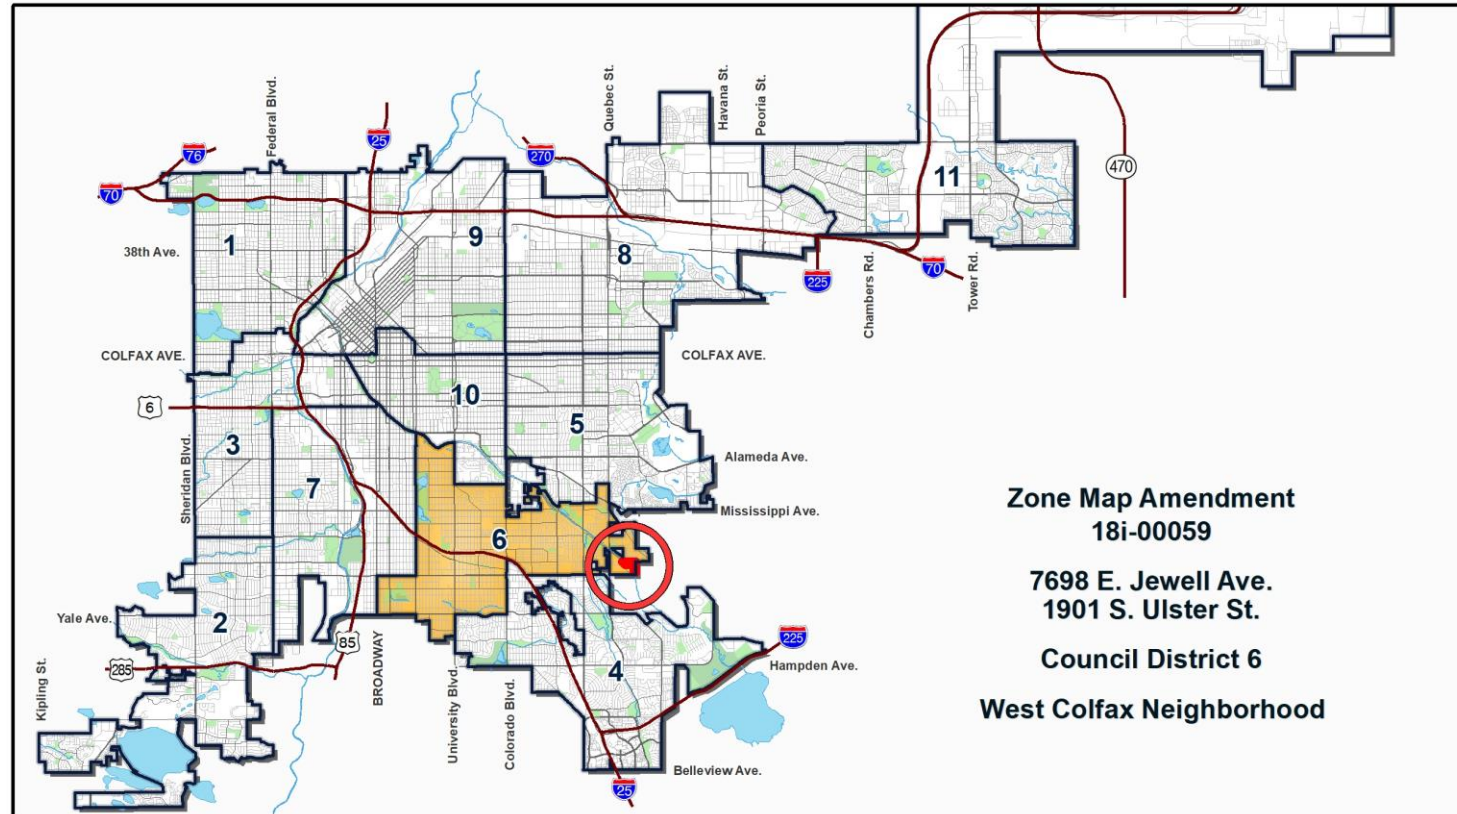 Federal Blvd.
Quebec St.
Havana St.
Peoria St.
25
76
270
70
470
11
1
9
8
38th Ave.
225
70
Chambers Rd.
Tower Rd.
COLFAX AVE.
COLFAX AVE.
10
6
5
3
Sheridan Blvd.
7
Alameda Ave.
Mississippi Ave.
6
Zone Map Amendment
18i-00059
7698 E. Jewell Ave.
1901 S. Ulster St.
Council District 6
West Colfax Neighborhood
Yale Ave.
2
85
BROADWAY
225
285
4
Hampden Ave.
Kipling St.
University Blvd.
Colorado Blvd.
Belleview Ave.
25